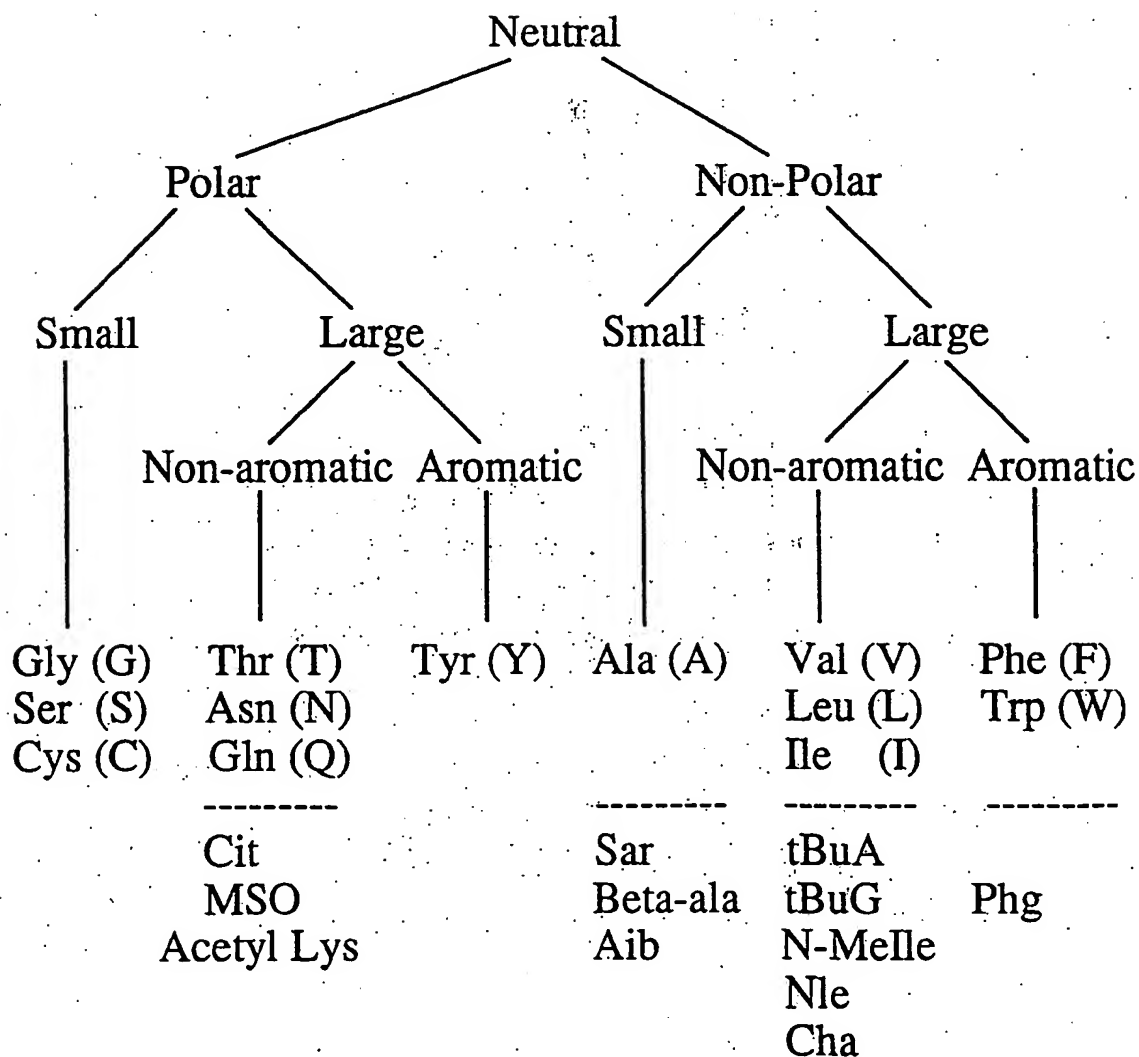 Neutral
Polar Non-Polar
Small Large Small Large
Non-aromatic Aromatic Non-aromatic Aromatic
Gly (G) Thr (T) Tyr (Y) Ala (A) Val (V) Phe (F)
Ser (S) Asn (N) Leu (L) Trp (W)
Cys (C) Gln (Q) Ile (I)
--------- --------- --------- ---------
Cit Sar tBuA
MSO Beta-ala tBuG Phg
Acetyl Lys Aib N-MeIle
Nle
Cha